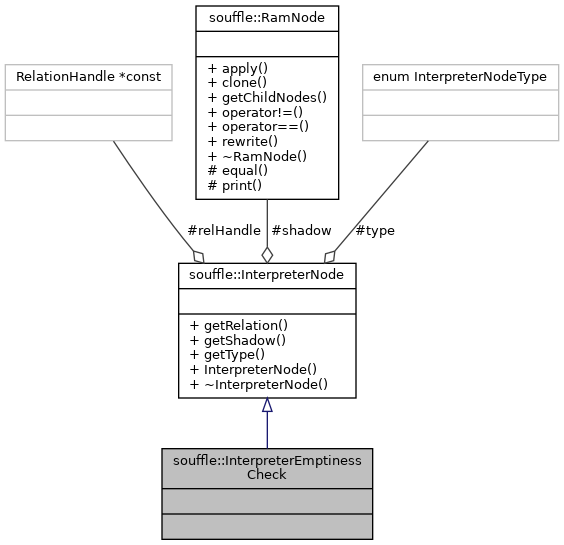 souffle::RamNode
+ apply()
+ clone()
+ getChildNodes()
+ operator!=()
+ operator==()
+ rewrite()
+ ~RamNode()
# equal()
# print()
RelationHandle *const
enum InterpreterNodeType
#relHandle
#shadow
#type
souffle::InterpreterNode
+ getRelation()
+ getShadow()
+ getType()
+ InterpreterNode()
+ ~InterpreterNode()
souffle::InterpreterEmptiness
Check